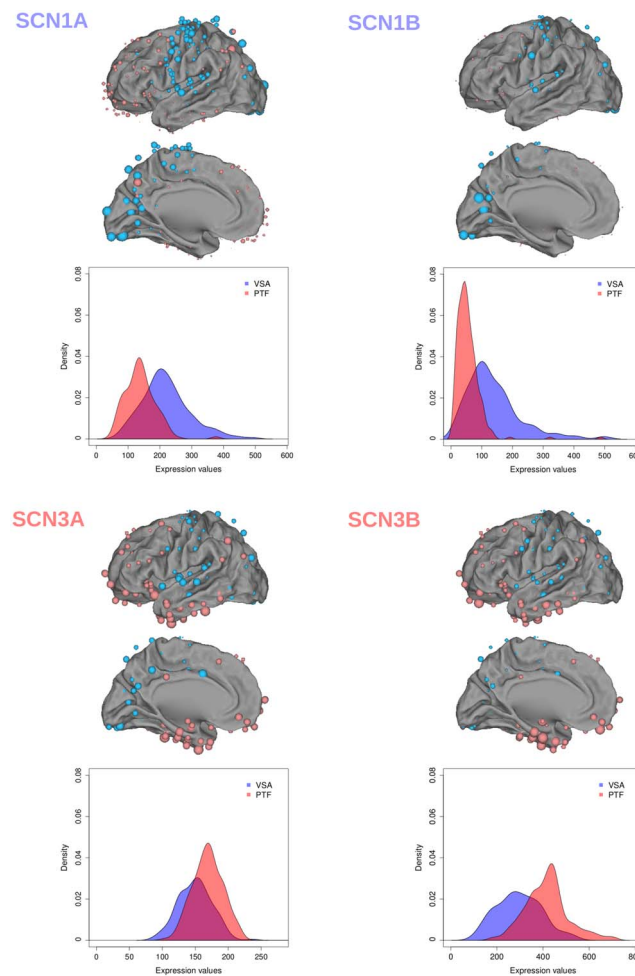 SCN1A
SCN1B
0.08
0.06
0.04
0.02
0
Density
VSA
PTF
0 100 200 300 400 500 600
Expression values
0.08
0.06
0.04
0.02
0
Density
VSA
PTF
0 100 200 300 400 500
Expression values
SCN3A
SCN3B
0.08
0.06
0.04
0.02
0
Density
VSA
PTF
0 50 100 150 200 250
Expression values
0.08
0.06
0.04
0.02
0
Density
VSA
PTF
0 200 400 600
Expression values